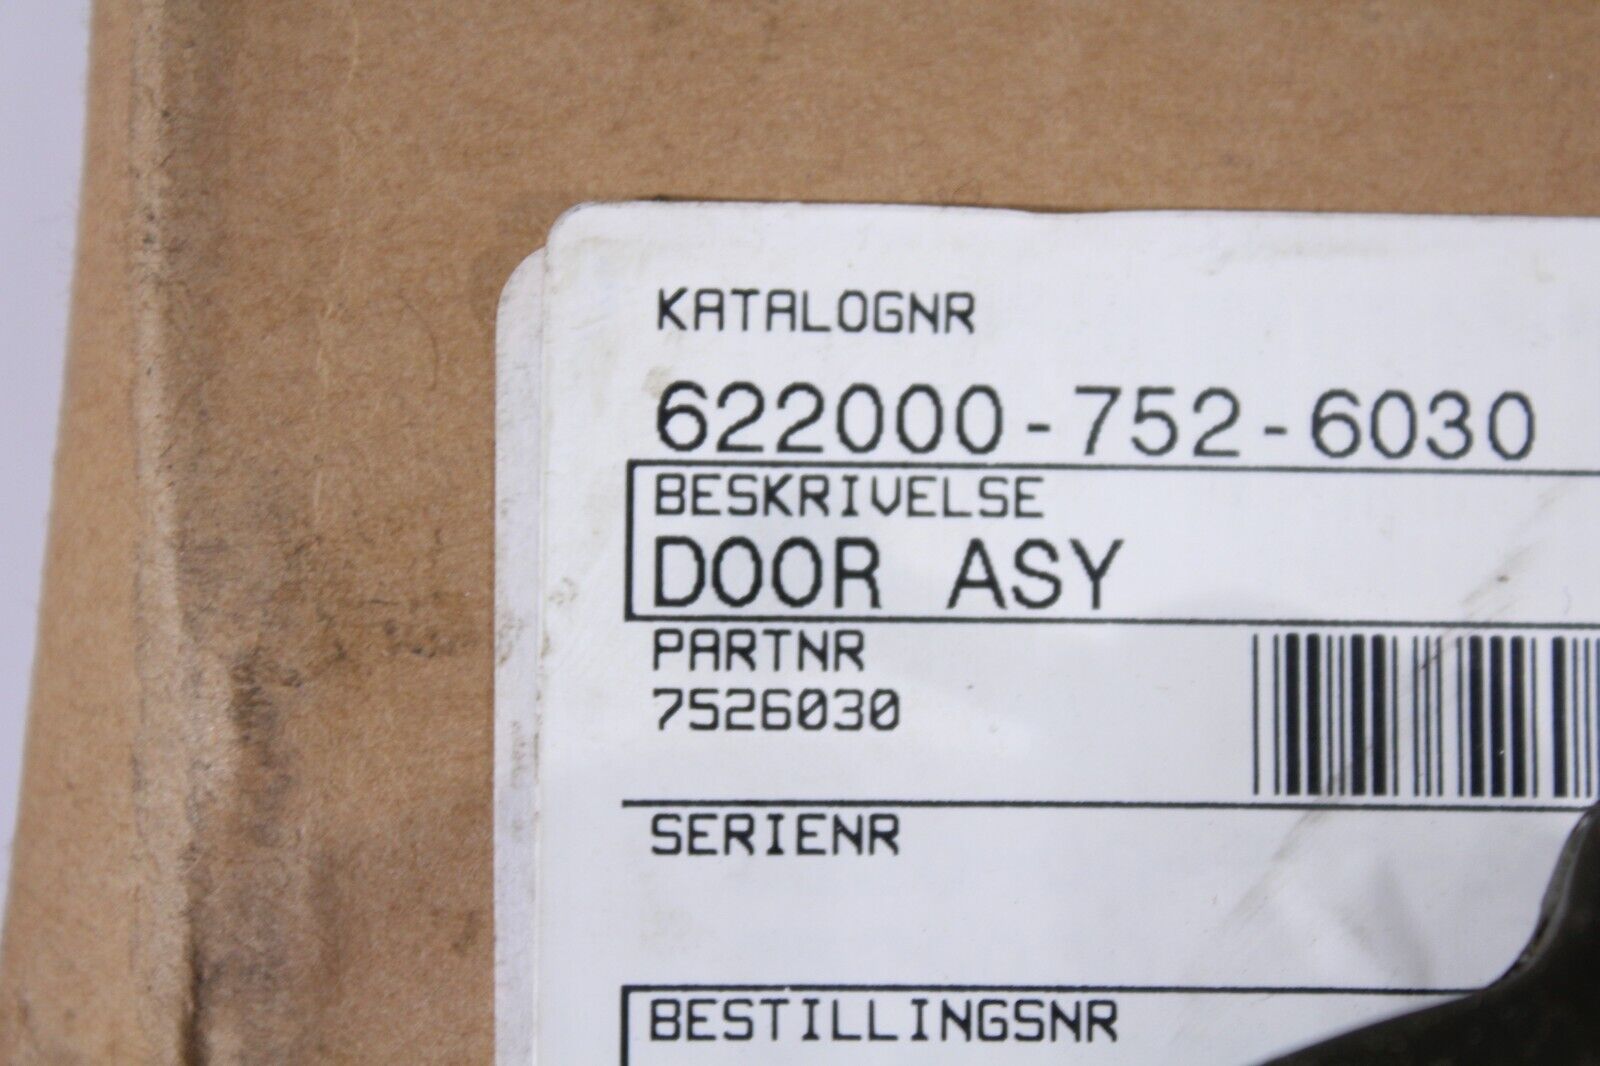 KATALOGNR
622000-752-6030
BESKRIVELSE
DOOR ASY
PARTNR
7526030
SERIENR
BESTILLINGSNR